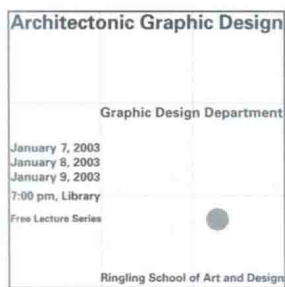 Architectonic Graphic Design
Graphic Design Department
January 7, 2003
January 8, 2003
January 9, 2003
7:00 pm, Library
Free Lecture Series
Ringling School of Art and Design